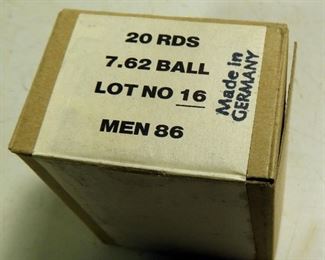 20 RDS
7.62 BALL
LOT NO 16
MEN 86
Made in
GERMANY